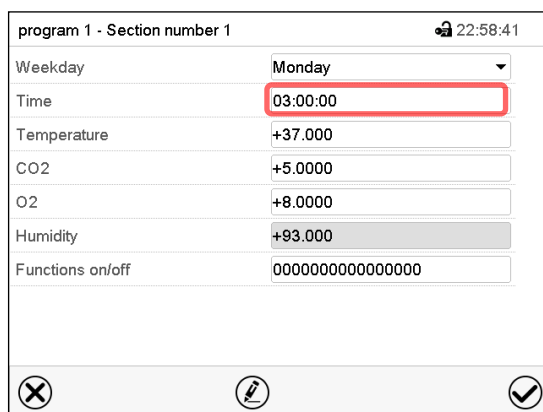 program 1 - Section number 1 22:58:41
Weekday Monday
Time 03:00:00
Temperature +37.000
CO2 +5.0000
O2 +8.0000
Humidity +93.000
Functions on/off 0000000000000000